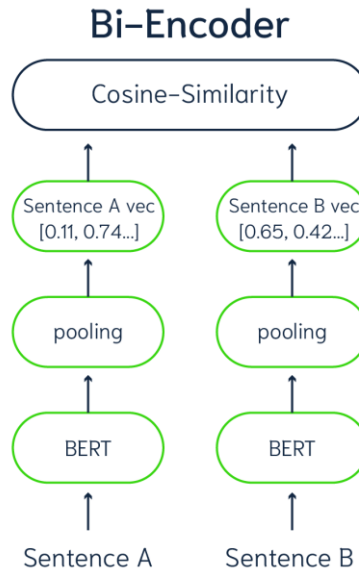 Bi-Encoder
Cosine-Similarity
Sentence A vec
[0.11, 0.74...]
Sentence B vec
[0.65, 0.42...]
pooling
pooling
BERT
BERT
Sentence A
Sentence B